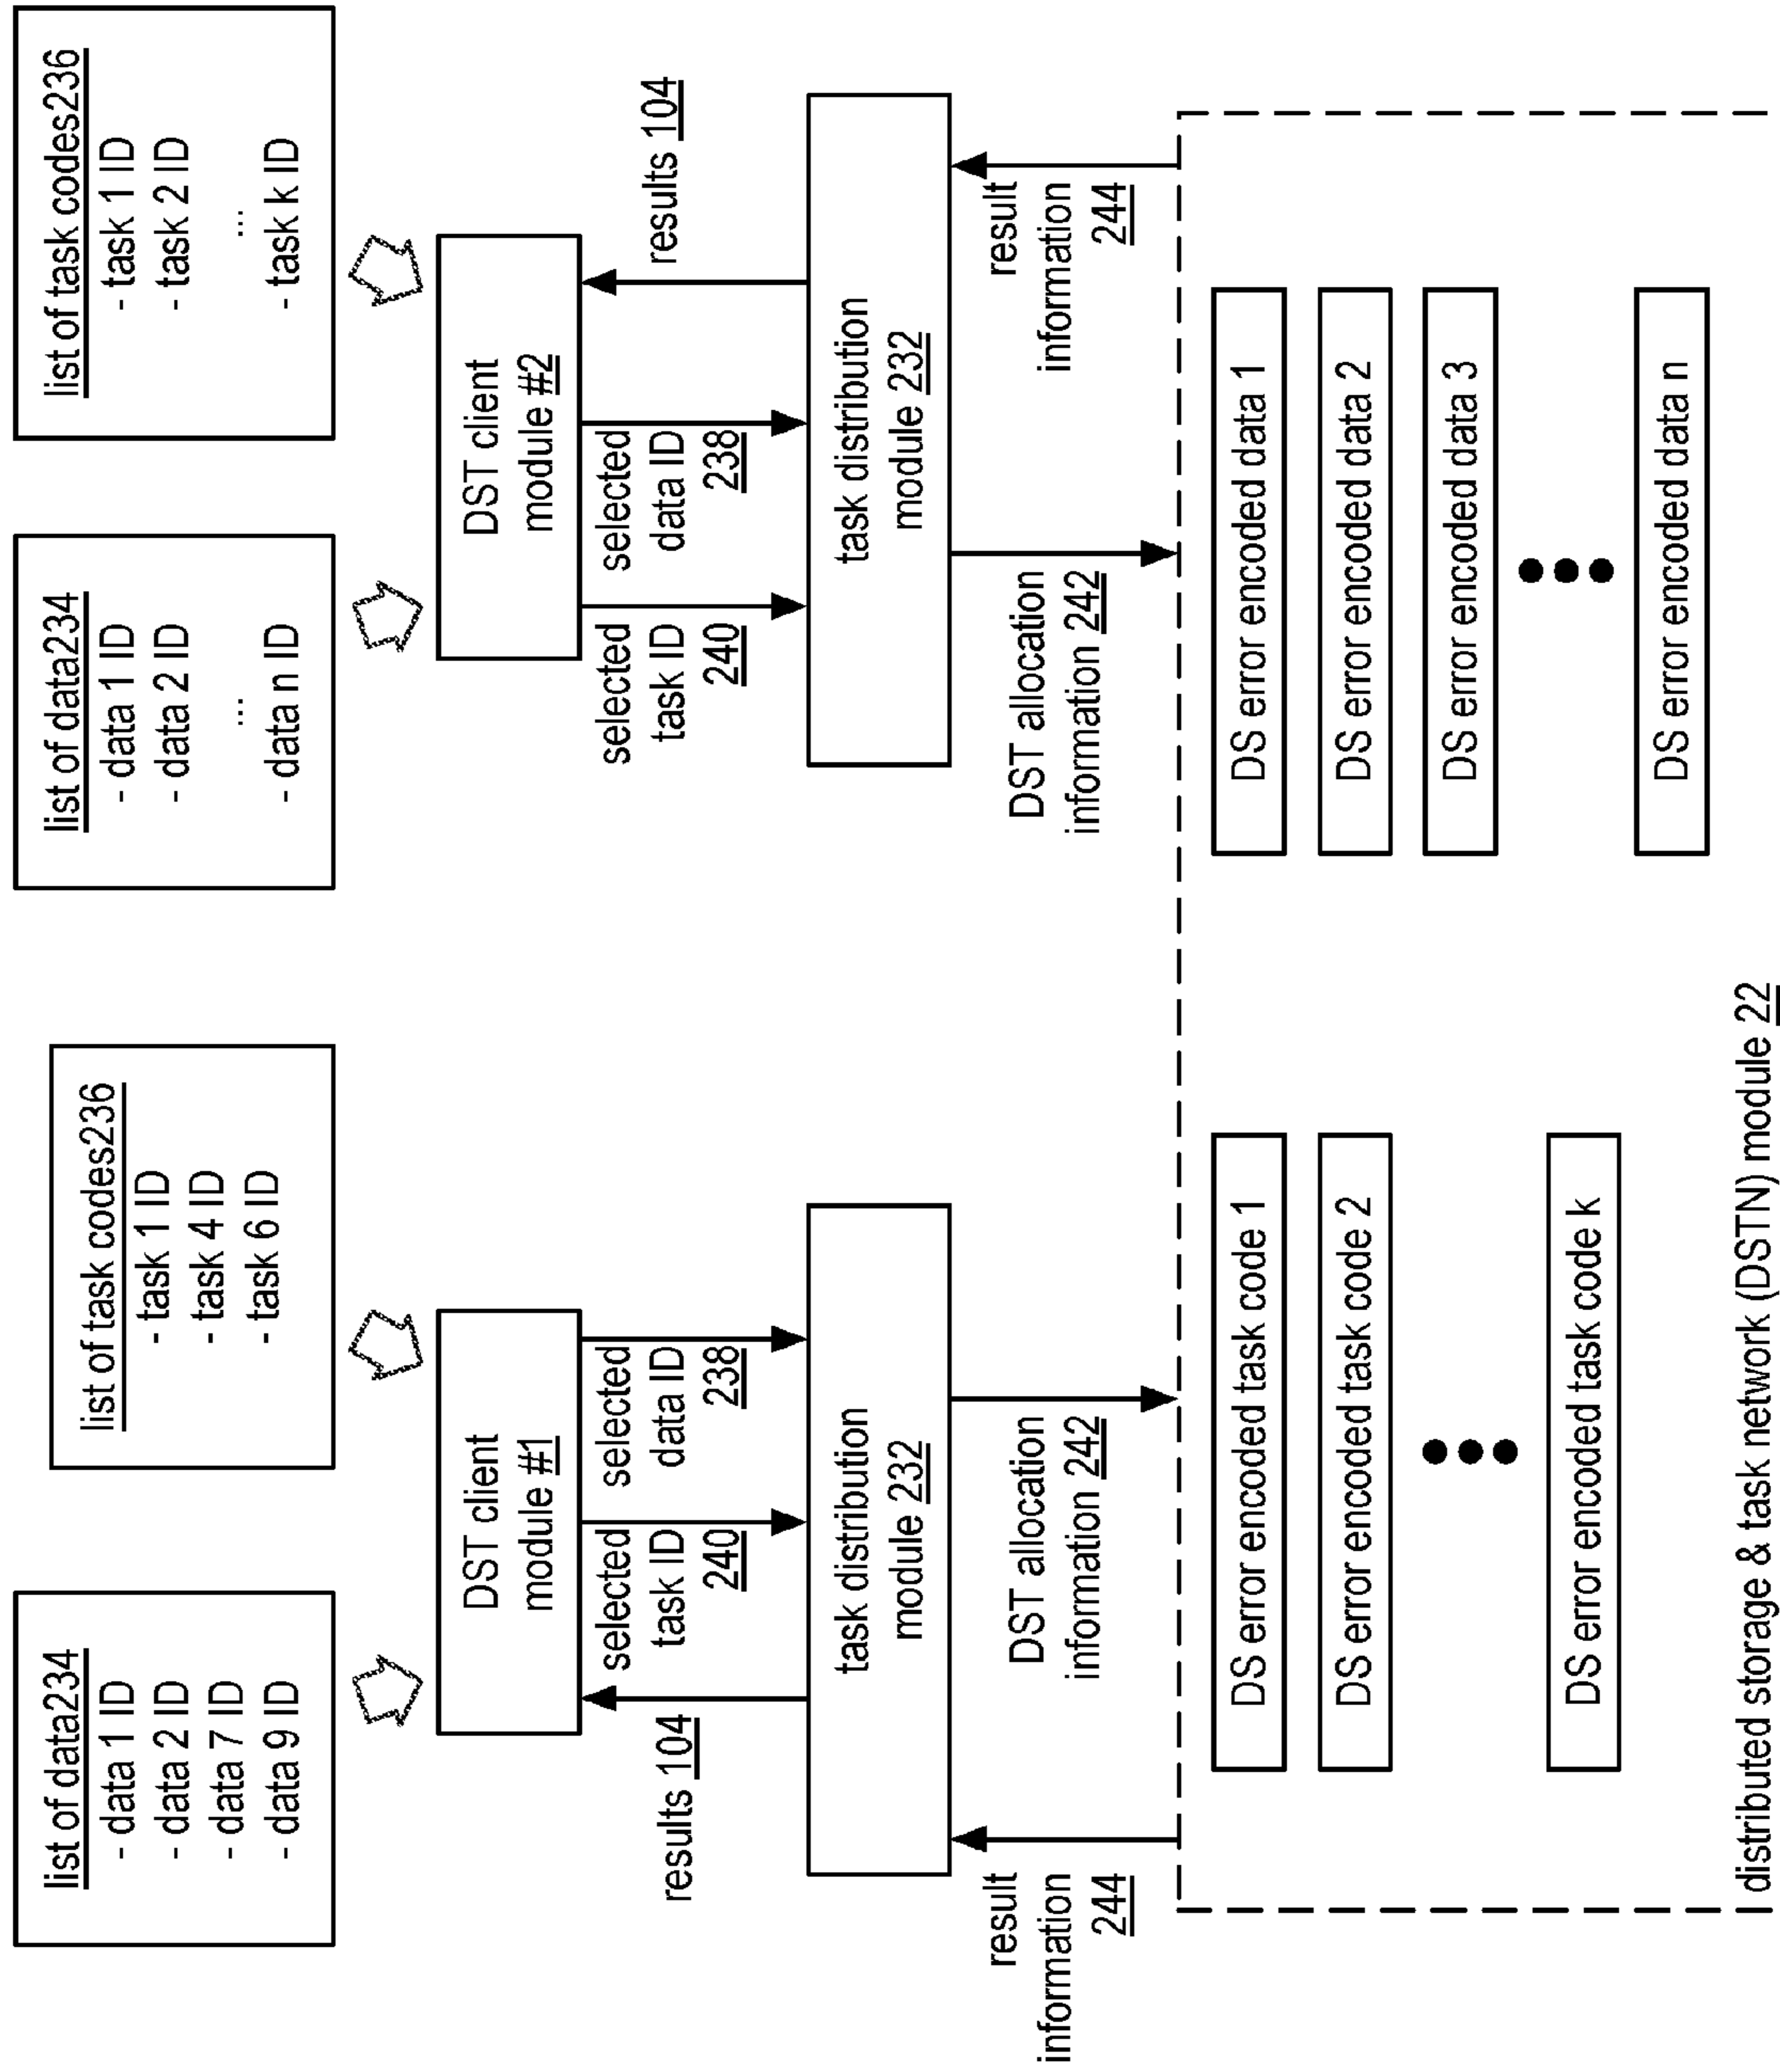 list of data234
- data 1 ID
- data 2 ID
- data 7 ID
- data 9 ID
list of task codes236
- task 1 ID
- task 4 ID
- task 6 ID
list of data234
- data 1 ID
- data 2 ID
...
- data n ID
list of task codes236
- task 1 ID
- task 2 ID
...
- task k ID
DST client
module #1
DST client
module #2
results 104
selected
task ID
240
selected
data ID
238
selected
task ID
240
selected
data ID
238
results 104
task distribution
module 232
task distribution
module 232
result
information
244
DST allocation
information 242
DST allocation
information 242
result
information
244
DS error encoded task code 1
DS error encoded task code 2
DS error encoded task code k
DS error encoded data 1
DS error encoded data 2
DS error encoded data 3
DS error encoded data n
distributed storage & task network (DSTN) module 22